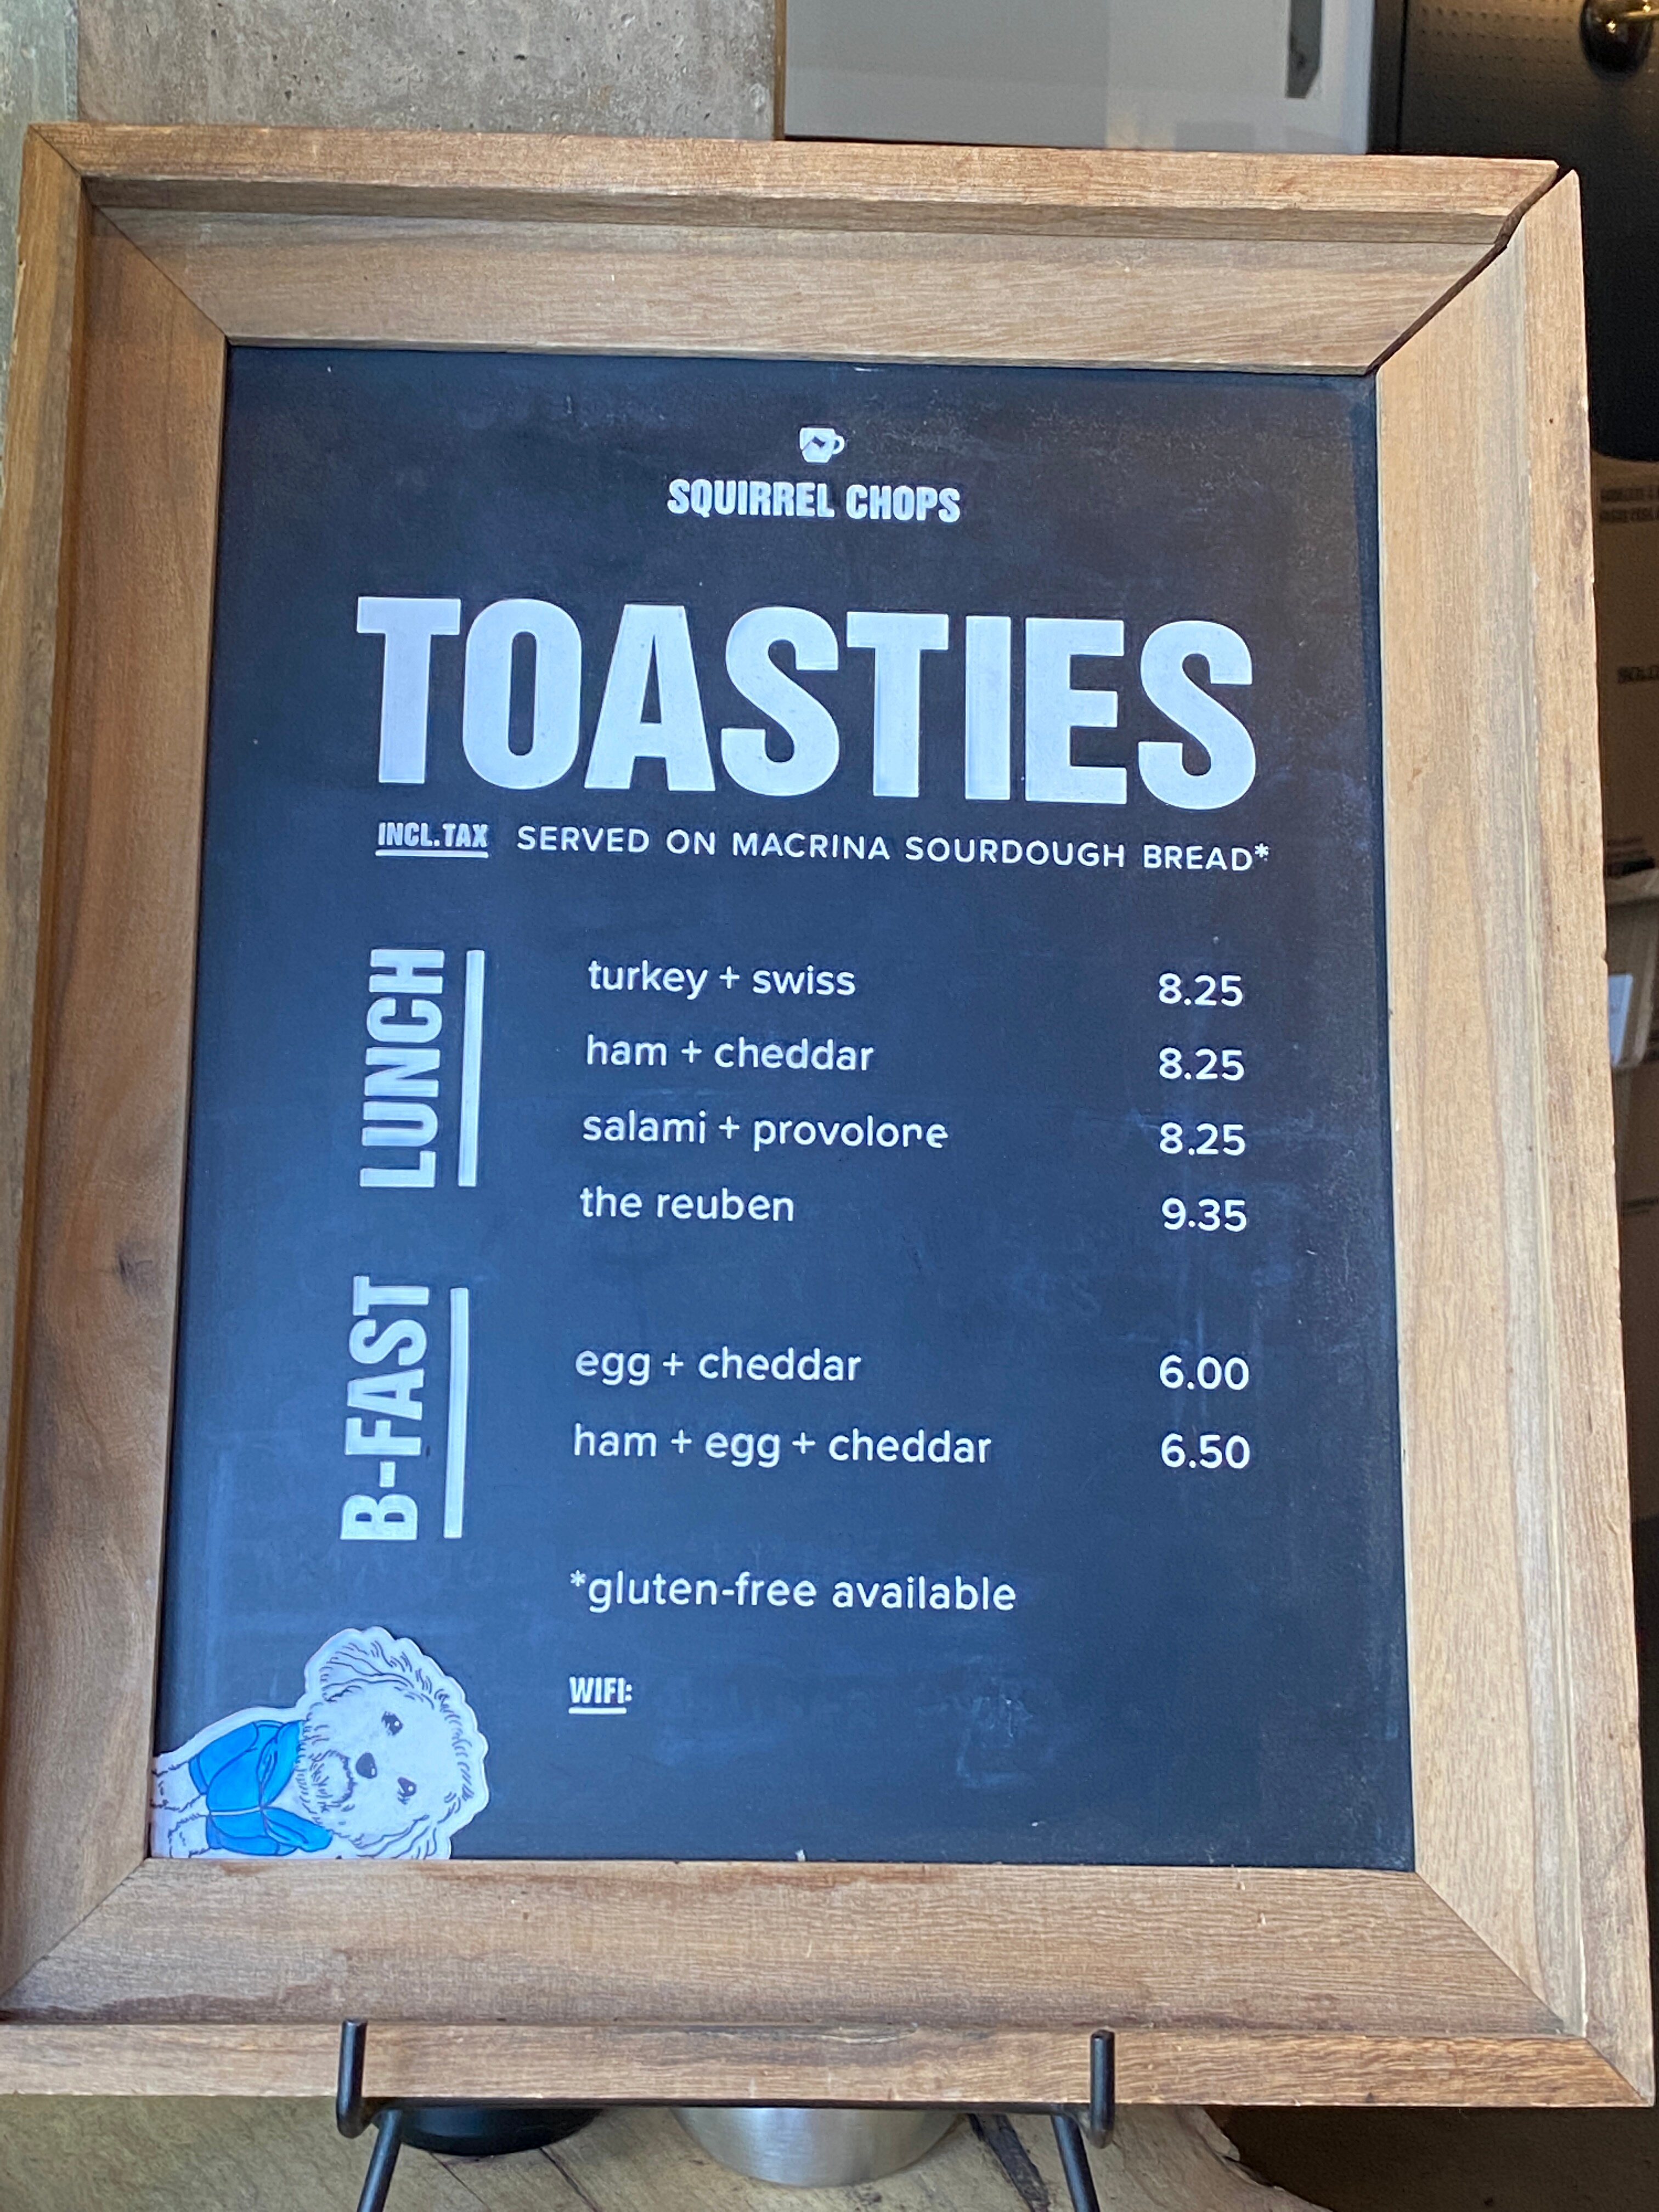 SQUIRREL CHOPS
TOASTIES
INCL.TAX SERVED ON MACRINA SOURDOUGH BREAD*
LUNCH
turkey + swiss 8.25
ham + cheddar 8.25
salami + provolone 8.25
the reuben 9.35
B-FAST
egg + cheddar 6.00
ham + egg + cheddar 6.50
*gluten-free available
WIFI: